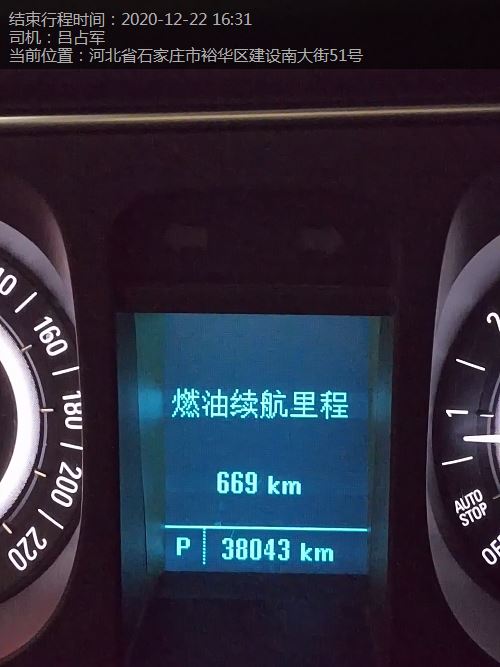 结束行程时间：2020-12-22 16:31
司机：吕占军
当前位置：河北省石家庄市裕华区建设南大街51号
160
180
200
220
燃油续航里程
669 km
P 38043 km
1
AUTO
STOP